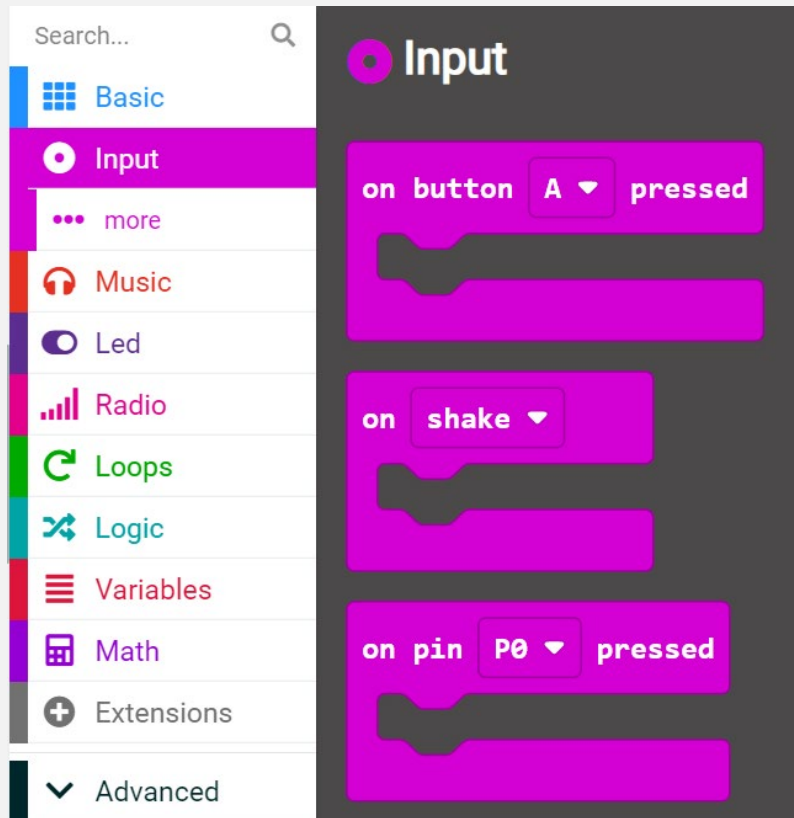 Search...
Basic
Input
more
Music
Led
Radio
Loops
Logic
Variables
Math
Extensions
Advanced
Input
on button A pressed
on shake
on pin P0 pressed